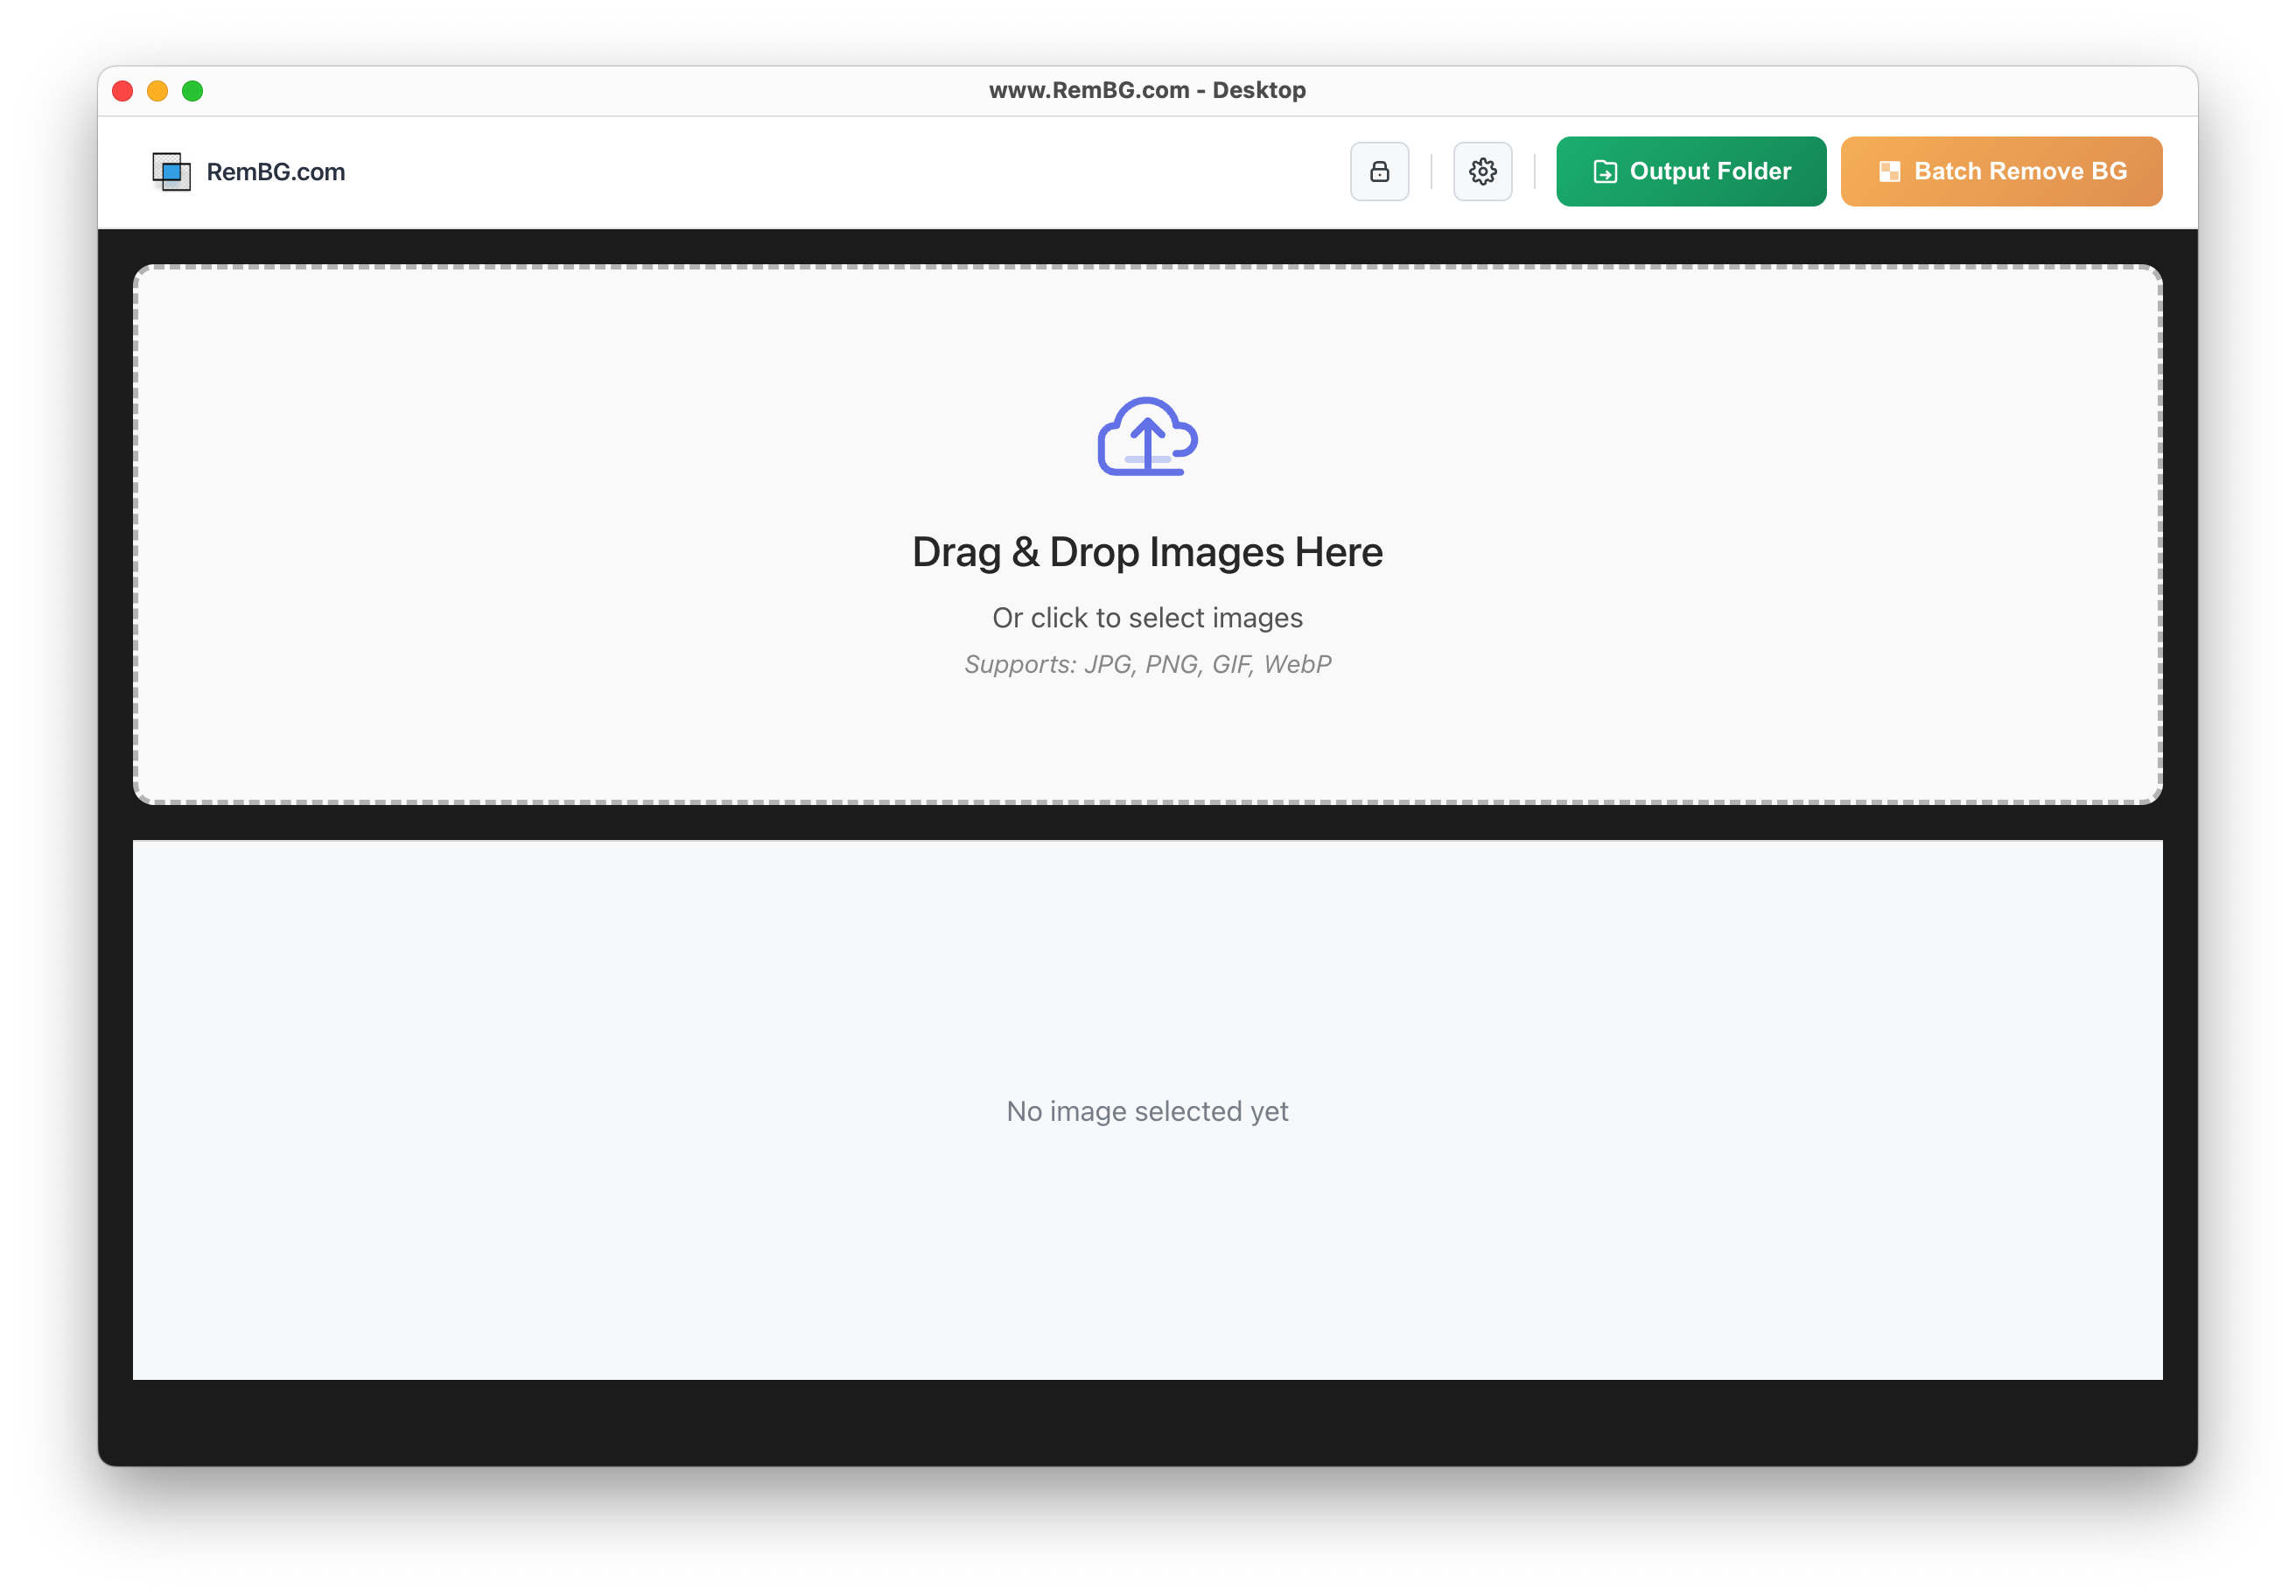 www.RemBG.com - Desktop
RemBG.com
Output Folder
Batch Remove BG
Drag & Drop Images Here
Or click to select images
Supports: JPG, PNG, GIF, WebP
No image selected yet